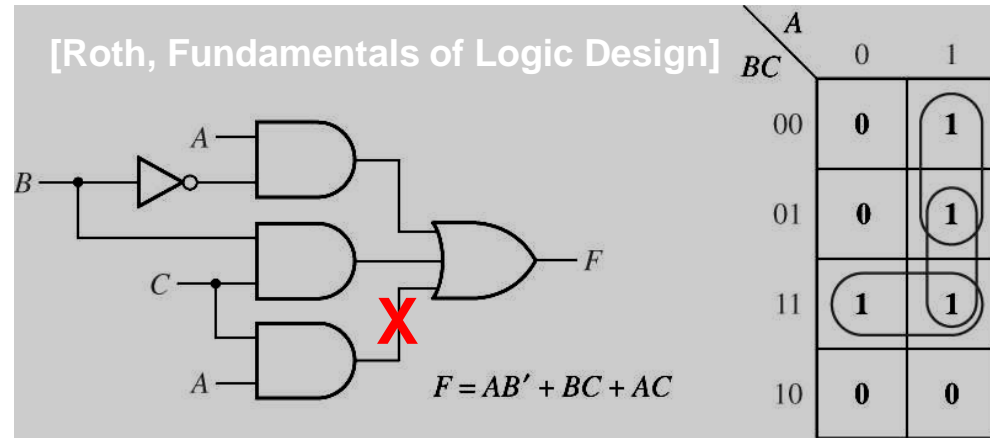 [Roth, Fundamentals of Logic Design]
A
BC
0 1
00 0 1
01 0 1
11 1 1
10 0 0
A
B
C
A
F
X
F = AB′ + BC + AC